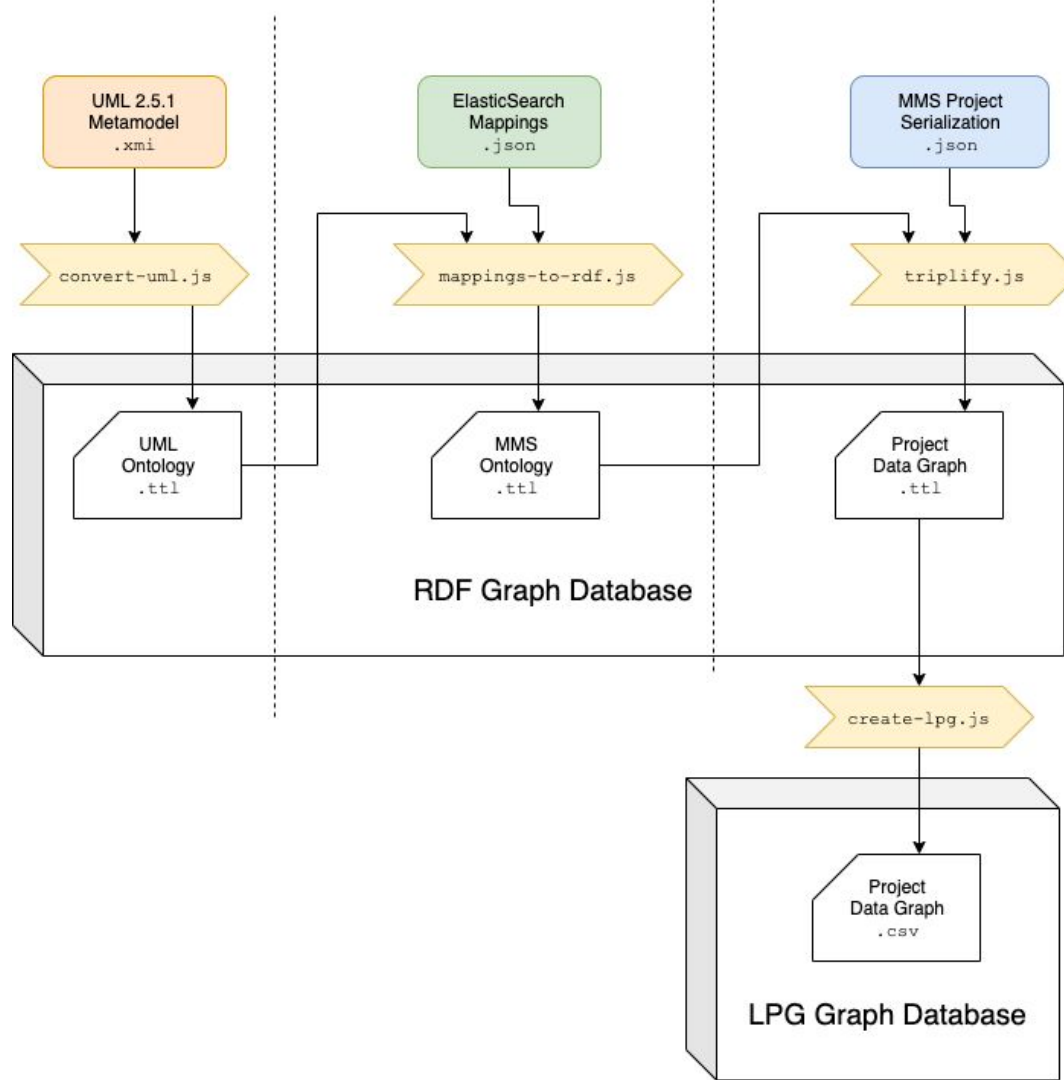 UML 2.5.1
Metamodel
.xmi
ElasticSearch
Mappings
.json
MMS Project
Serialization
.json
convert-uml.js
mappings-to-rdf.js
triplify.js
UML
Ontology
.ttl
MMS
Ontology
.ttl
Project
Data Graph
.ttl
RDF Graph Database
create-lpg.js
Project
Data Graph
.csv
LPG Graph Database